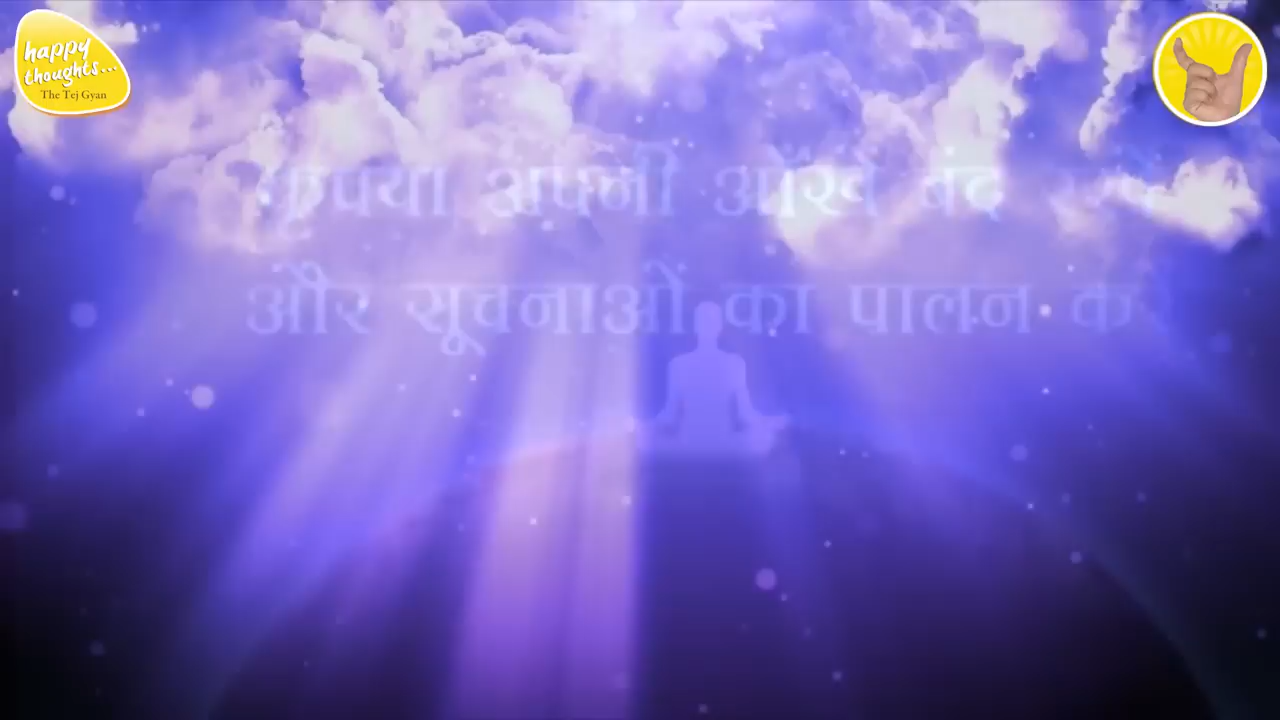 happy
thoughts...
The Tej Gyan
कृपया अपनी आँखें बंद
और सूचनाओं का पालन क